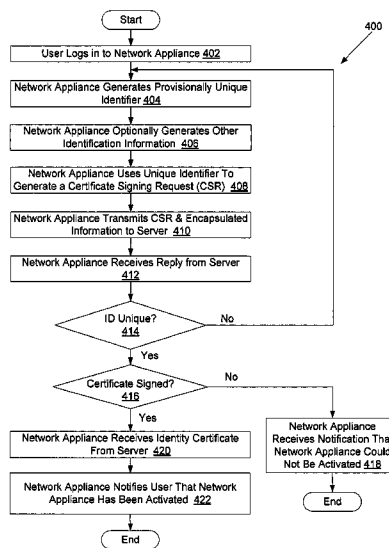 Start
400
User Logs in to Network Appliance 402
Network Appliance Generates Provisionally Unique
Identifier 404
Network Appliance Optionally Generates Other
Identification Information 406
Network Appliance Uses Unique Identifier To
Generate a Certificate Signing Request (CSR) 408
Network Appliance Transmits CSR & Encapsulated
Information to Server 410
Network Appliance Receives Reply from Server
412
ID Unique?
414
No
Yes
Certificate Signed?
416
No
Yes
Network Appliance Receives Identity Certificate
From Server 420
Network Appliance
Receives Notification That
Network Appliance Could
Not Be Activated 418
Network Appliance Notifies User That Network
Appliance Has Been Activated 422
End
End